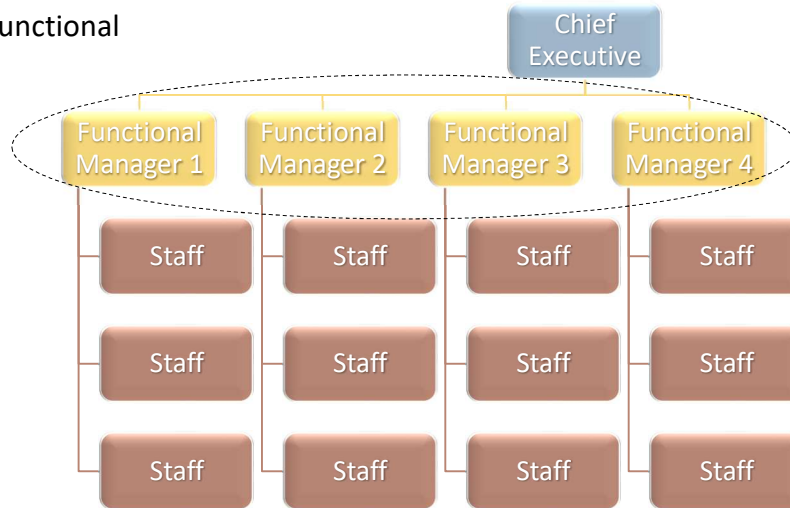 unctional
Chief
Executive
Functional
Manager 1
Functional
Manager 2
Functional
Manager 3
Functional
Manager 4
Staff
Staff
Staff
Staff
Staff
Staff
Staff
Staff
Staff
Staff
Staff
Staff